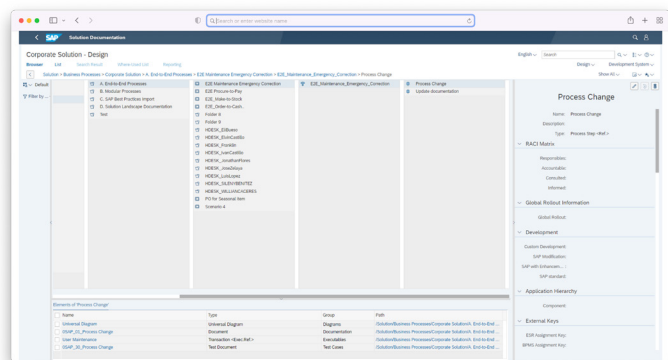 Search or enter website name
SAP Solution Documentation
Corporate Solution - Design
English
Search
Browser List Search Result Where-Used List Reporting
Design Development System
Solution > Business Processes > Corporate Solution > A. End-to-End Processes > E2E Maintenance Emergency Correction > E2E_Maintenance_Emergency_Correction > Process Change
Show All
Default
Filter by ...
A. End-to-End Processes
B. Modular Processes
C. SAP Best Practices Import
D. Solution Landscape Documentation
Test
E2E Maintenance Emergency Correction
E2E Procure-to-Pay
E2E_Make-to-Stock
E2E_Order-to-Cash
Folder 8
Folder 9
HDESK_ElBueso
HDESK_ElvinCastillo
HDESK_Franklin
HDESK_IvanCastillo
HDESK_JonathanFlores
HDESK_JoseZelaya
HDESK_LuisLopez
HDESK_SILENYBENITEZ
HDESK_WILLIANCACERES
PO for Seasonal Item
Scenario 4
E2E_Maintenance_Emergency_Correction
Process Change
Update documentation
Process Change
Name: Process Change
Description:
Type: Process Step <Ref.>
RACI Matrix
Responsible:
Accountable:
Consulted:
Informed:
Global Rollout Information
Global Rollout:
Development
Custom Development:
SAP Modification:
SAP with Enhancem... :
SAP standard:
Application Hierarchy
Component:
External Keys
ESR Assignment Key:
BPMS Assignment Key:
Elements of 'Process Change'
Name Type Group Path
Universal Diagram Universal Diagram Diagrams /Solution/Business Processes/Corporate Solution/A. End-to-End ...
0SAP_02_Process Change Document Documentation /Solution/Business Processes/Corporate Solution/A. End-to-End ...
User Maintenance Transaction <Exec.Ref.> Executables /Solution/Business Processes/Corporate Solution/A. End-to-End ...
0SAP_30_Process Change Test Document Test Cases /Solution/Business Processes/Corporate Solution/A. End-to-End ...